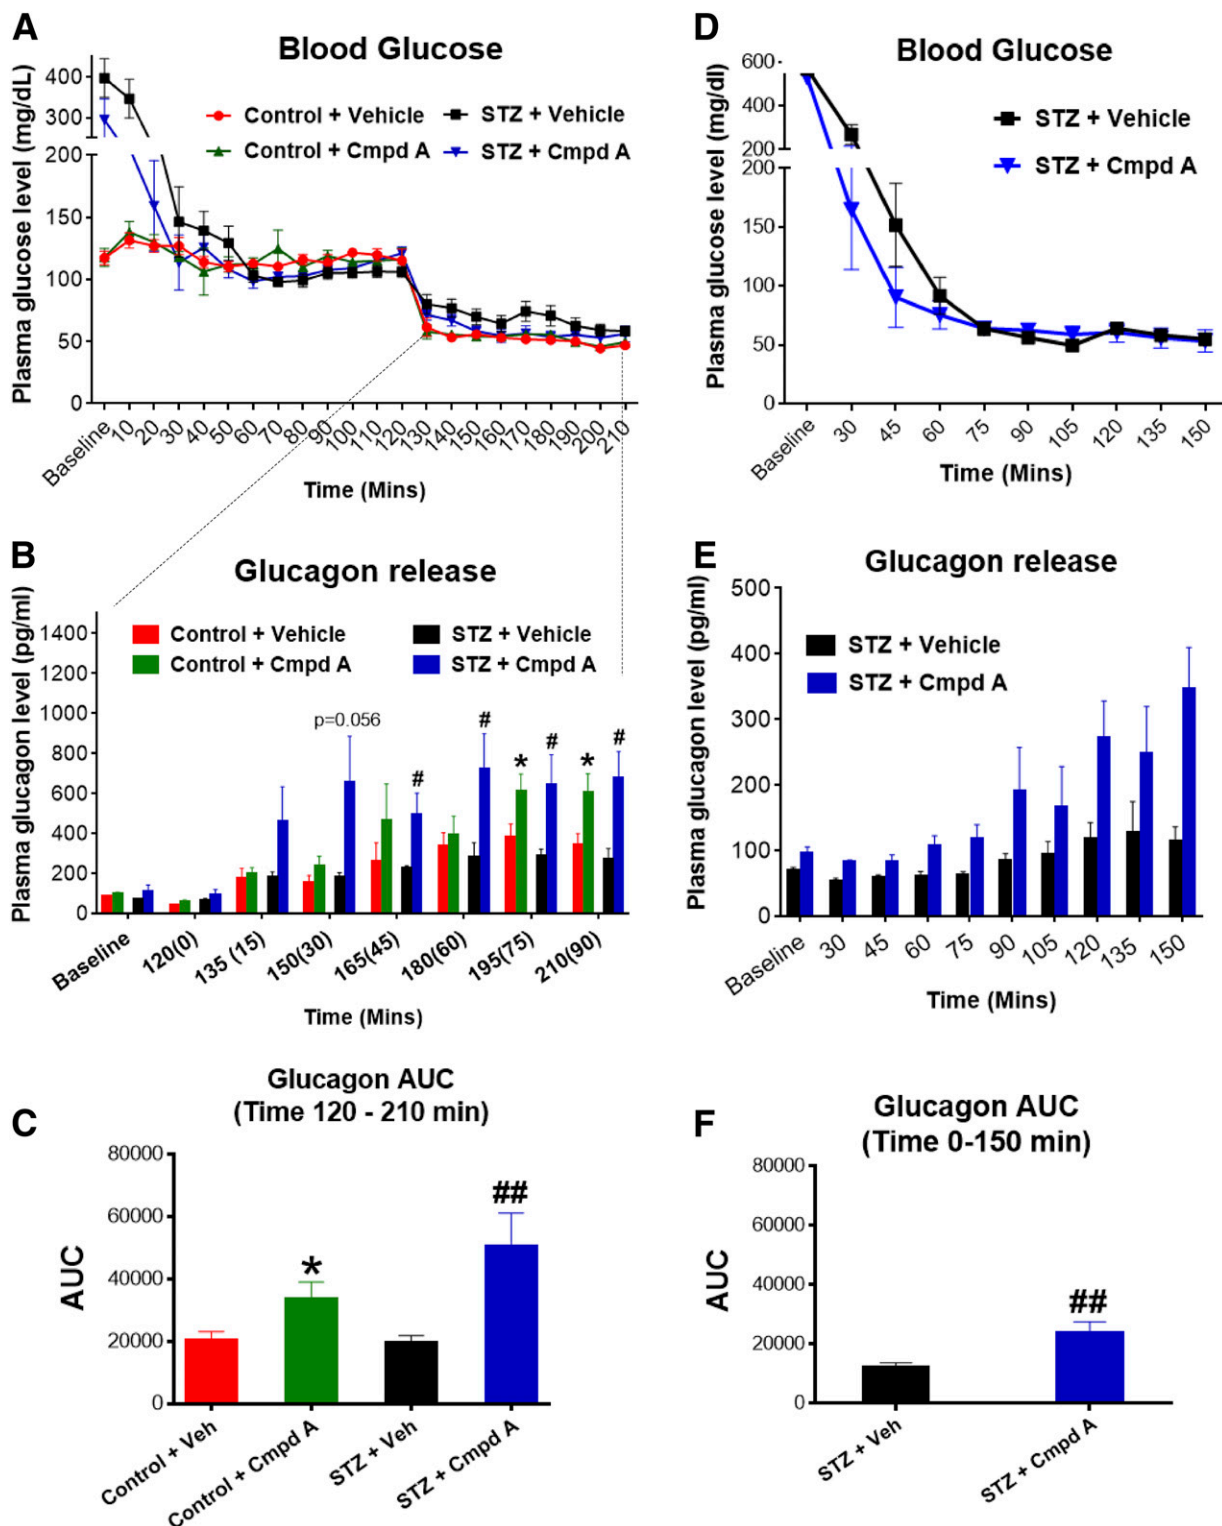 A
Blood Glucose
Plasma glucose level (mg/dL)
400
300
200
150
100
50
0
Control + Vehicle
STZ + Vehicle
Control + Cmpd A
STZ + Cmpd A
Baseline
10
20
30
40
50
60
70
80
90
100
110
120
130
140
150
160
170
180
190
200
210
Time (Mins)
D
Blood Glucose
Plasma glucose level (mg/dl)
600
400
200
200
150
100
50
0
STZ + Vehicle
STZ + Cmpd A
Baseline
30
45
60
75
90
105
120
135
150
Time (Mins)
B
Glucagon release
Plasma glucagon level (pg/ml)
1400
1200
1000
800
600
400
200
0
Control + Vehicle
STZ + Vehicle
Control + Cmpd A
STZ + Cmpd A
p=0.056
#
#
*
#
*
#
Baseline
120(0)
135 (15)
150(30)
165(45)
180(60)
195(75)
210(90)
Time (Mins)
E
Glucagon release
Plasma glucagon level (pg/ml)
500
400
300
200
100
0
STZ + Vehicle
STZ + Cmpd A
Baseline
30
45
60
75
90
105
120
135
150
Time (Mins)
C
Glucagon AUC
(Time 120 - 210 min)
AUC
80000
60000
40000
20000
0
*
##
Control + Veh
Control + Cmpd A
STZ + Veh
STZ + Cmpd A
F
Glucagon AUC
(Time 0-150 min)
AUC
80000
60000
40000
20000
0
##
STZ + Veh
STZ + Cmpd A